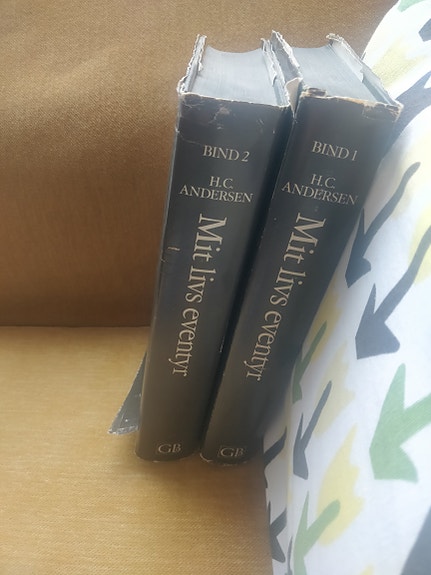 BIND 2
H.C.
ANDERSEN
Mit livs eventyr
GB
BIND 1
H.C.
ANDERSEN
Mit livs eventyr
GB